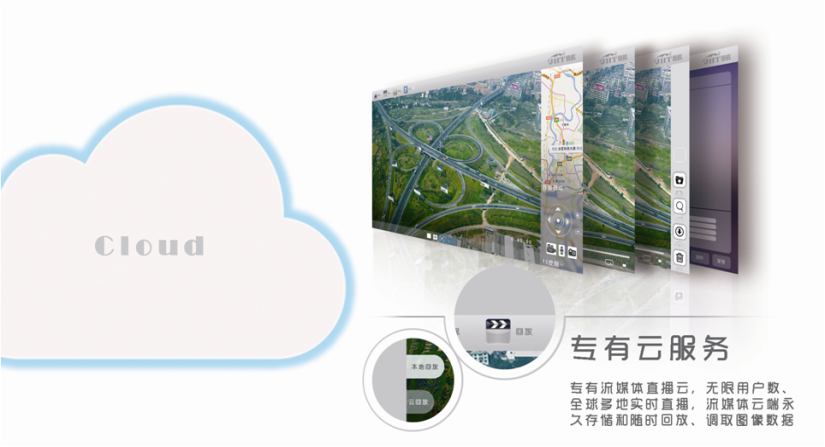 Cloud
回放
本地回放
云回放
专有云服务
专有流媒体直播云，无限用户数、
全球多地实时直播，流媒体云端永
久存储和随时回放、调取图像数据